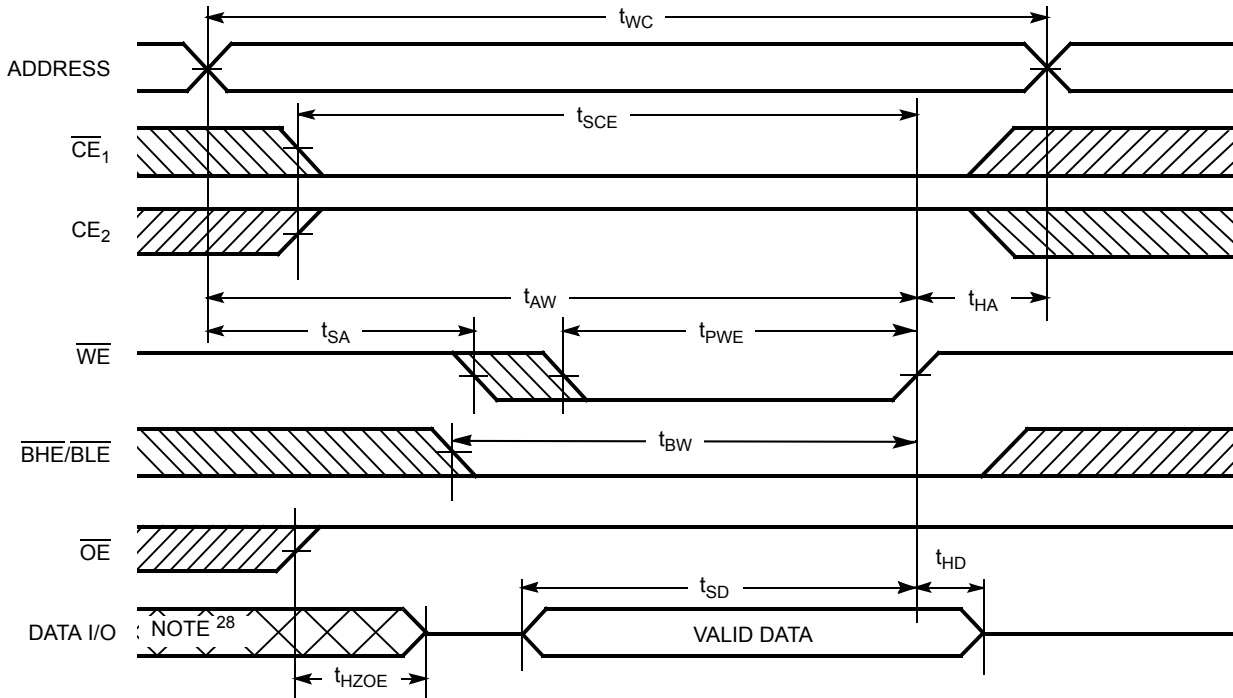 tWC
ADDRESS
tSCE
CE1
CE2
tAW
tHA
tSA
tPWE
WE
BHE/BLE
tBW
OE
tHD
tSD
DATA I/O
NOTE 28
VALID DATA
tHZOE